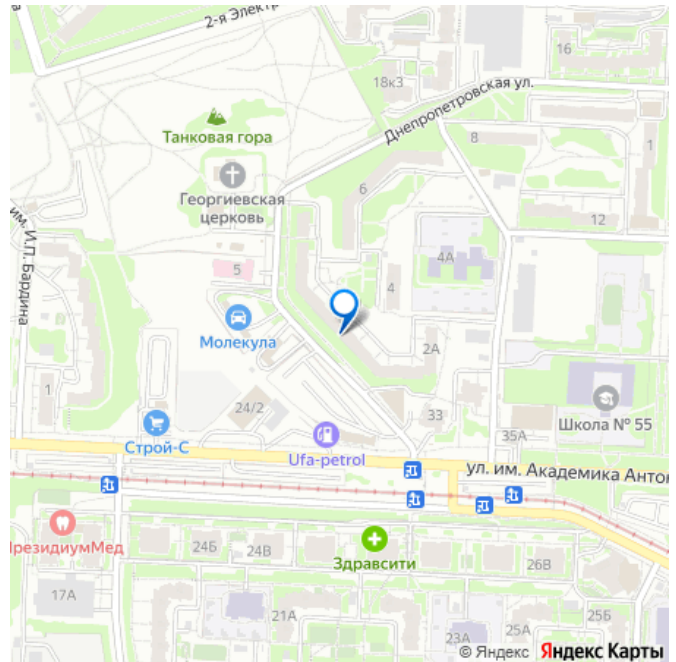 2-я Электр
18к3
16
Днепропетровская ул.
Танковая гора
8
1
Георгиевская
церковь
6
12
им. И.П. Бардина
5
4А
4
Молекула
2А
1
24/2
33
Школа № 55
Строй-С
35А
Ufa-petrol
ул. им. Академика Антон
ПрезидиумМед
24Б
24В
Здравсити
26В
17А
21А
23А
25А
25Б
© Яндекс Яндекс Карты